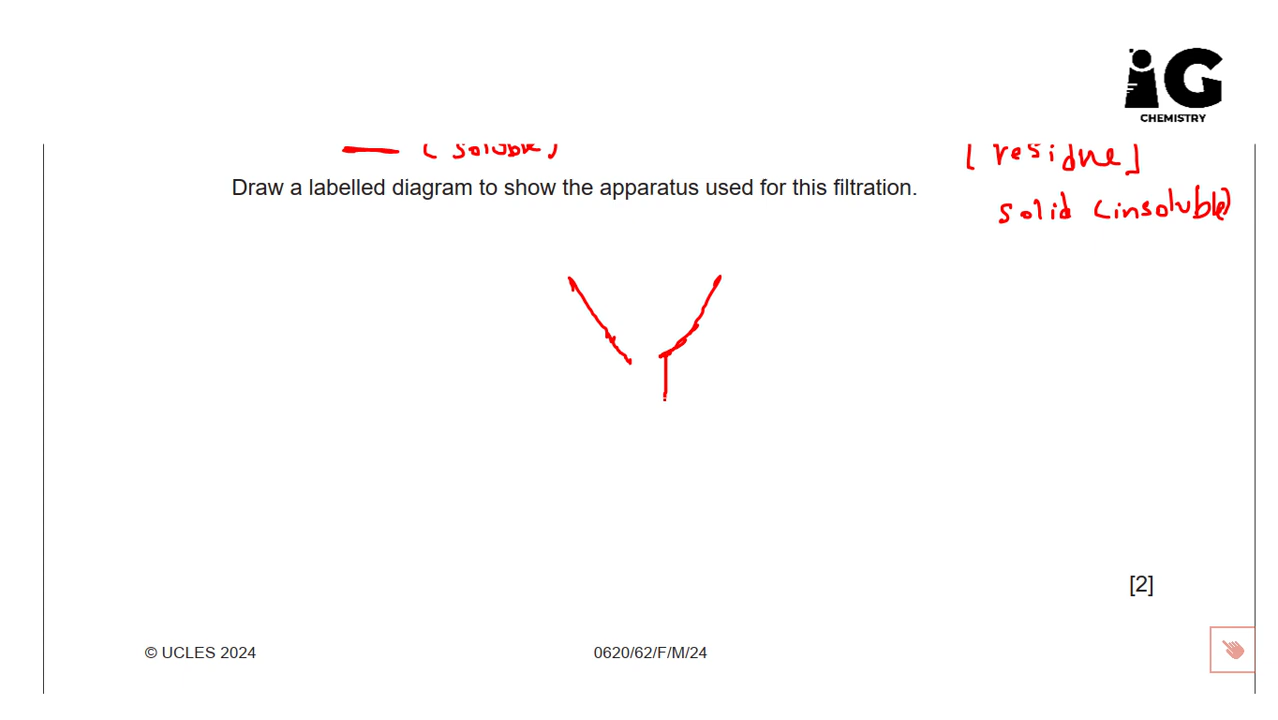 iG
CHEMISTRY
( soluble)
[ residue]
Draw a labelled diagram to show the apparatus used for this filtration.
solid (insoluble)
[2]
© UCLES 2024
0620/62/F/M/24